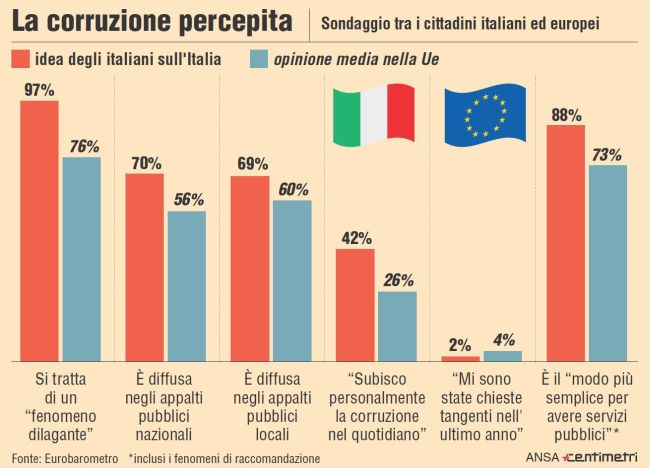 La corruzione percepita
Sondaggio tra i cittadini italiani ed europei
idea degli italiani sull'Italia
opinione media nella Ue
97%
76%
70%
56%
69%
60%
42%
26%
2%
4%
88%
73%
Si tratta
di un
“fenomeno
dilagante”
È diffusa
negli appalti
pubblici
nazionali
È diffusa
negli appalti
pubblici
locali
“Subisco
personalmente
la corruzione
nel quotidiano”
“Mi sono
state chieste
tangenti nell'
ultimo anno”
È il “modo più
semplice per
avere servizi
pubblici”*
Fonte: Eurobarometro
*inclusi i fenomeni di raccomandazione
ANSA centimetri